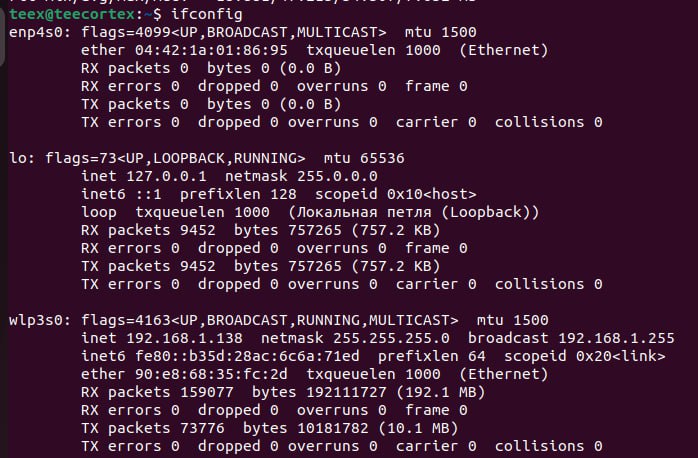 teex@teecortex:~$ ifconfig
enp4s0: flags=4099<UP,BROADCAST,MULTICAST>  mtu 1500
        ether 04:42:1a:01:86:95  txqueuelen 1000  (Ethernet)
        RX packets 0  bytes 0 (0.0 B)
        RX errors 0  dropped 0  overruns 0  frame 0
        TX packets 0  bytes 0 (0.0 B)
        TX errors 0  dropped 0 overruns 0  carrier 0  collisions 0

lo: flags=73<UP,LOOPBACK,RUNNING>  mtu 65536
        inet 127.0.0.1  netmask 255.0.0.0
        inet6 ::1  prefixlen 128  scopeid 0x10<host>
        loop  txqueuelen 1000  (Локальная петля (Loopback))
        RX packets 9452  bytes 757265 (757.2 KB)
        RX errors 0  dropped 0  overruns 0  frame 0
        TX packets 9452  bytes 757265 (757.2 KB)
        TX errors 0  dropped 0 overruns 0  carrier 0  collisions 0

wlp3s0: flags=4163<UP,BROADCAST,RUNNING,MULTICAST>  mtu 1500
        inet 192.168.1.138  netmask 255.255.255.0  broadcast 192.168.1.255
        inet6 fe80::b35d:28ac:6c6a:71ed  prefixlen 64  scopeid 0x20<link>
        ether 90:e8:68:35:fc:2d  txqueuelen 1000  (Ethernet)
        RX packets 159077  bytes 192111727 (192.1 MB)
        RX errors 0  dropped 0  overruns 0  frame 0
        TX packets 73776  bytes 10181782 (10.1 MB)
        TX errors 0  dropped 0 overruns 0  carrier 0  collisions 0